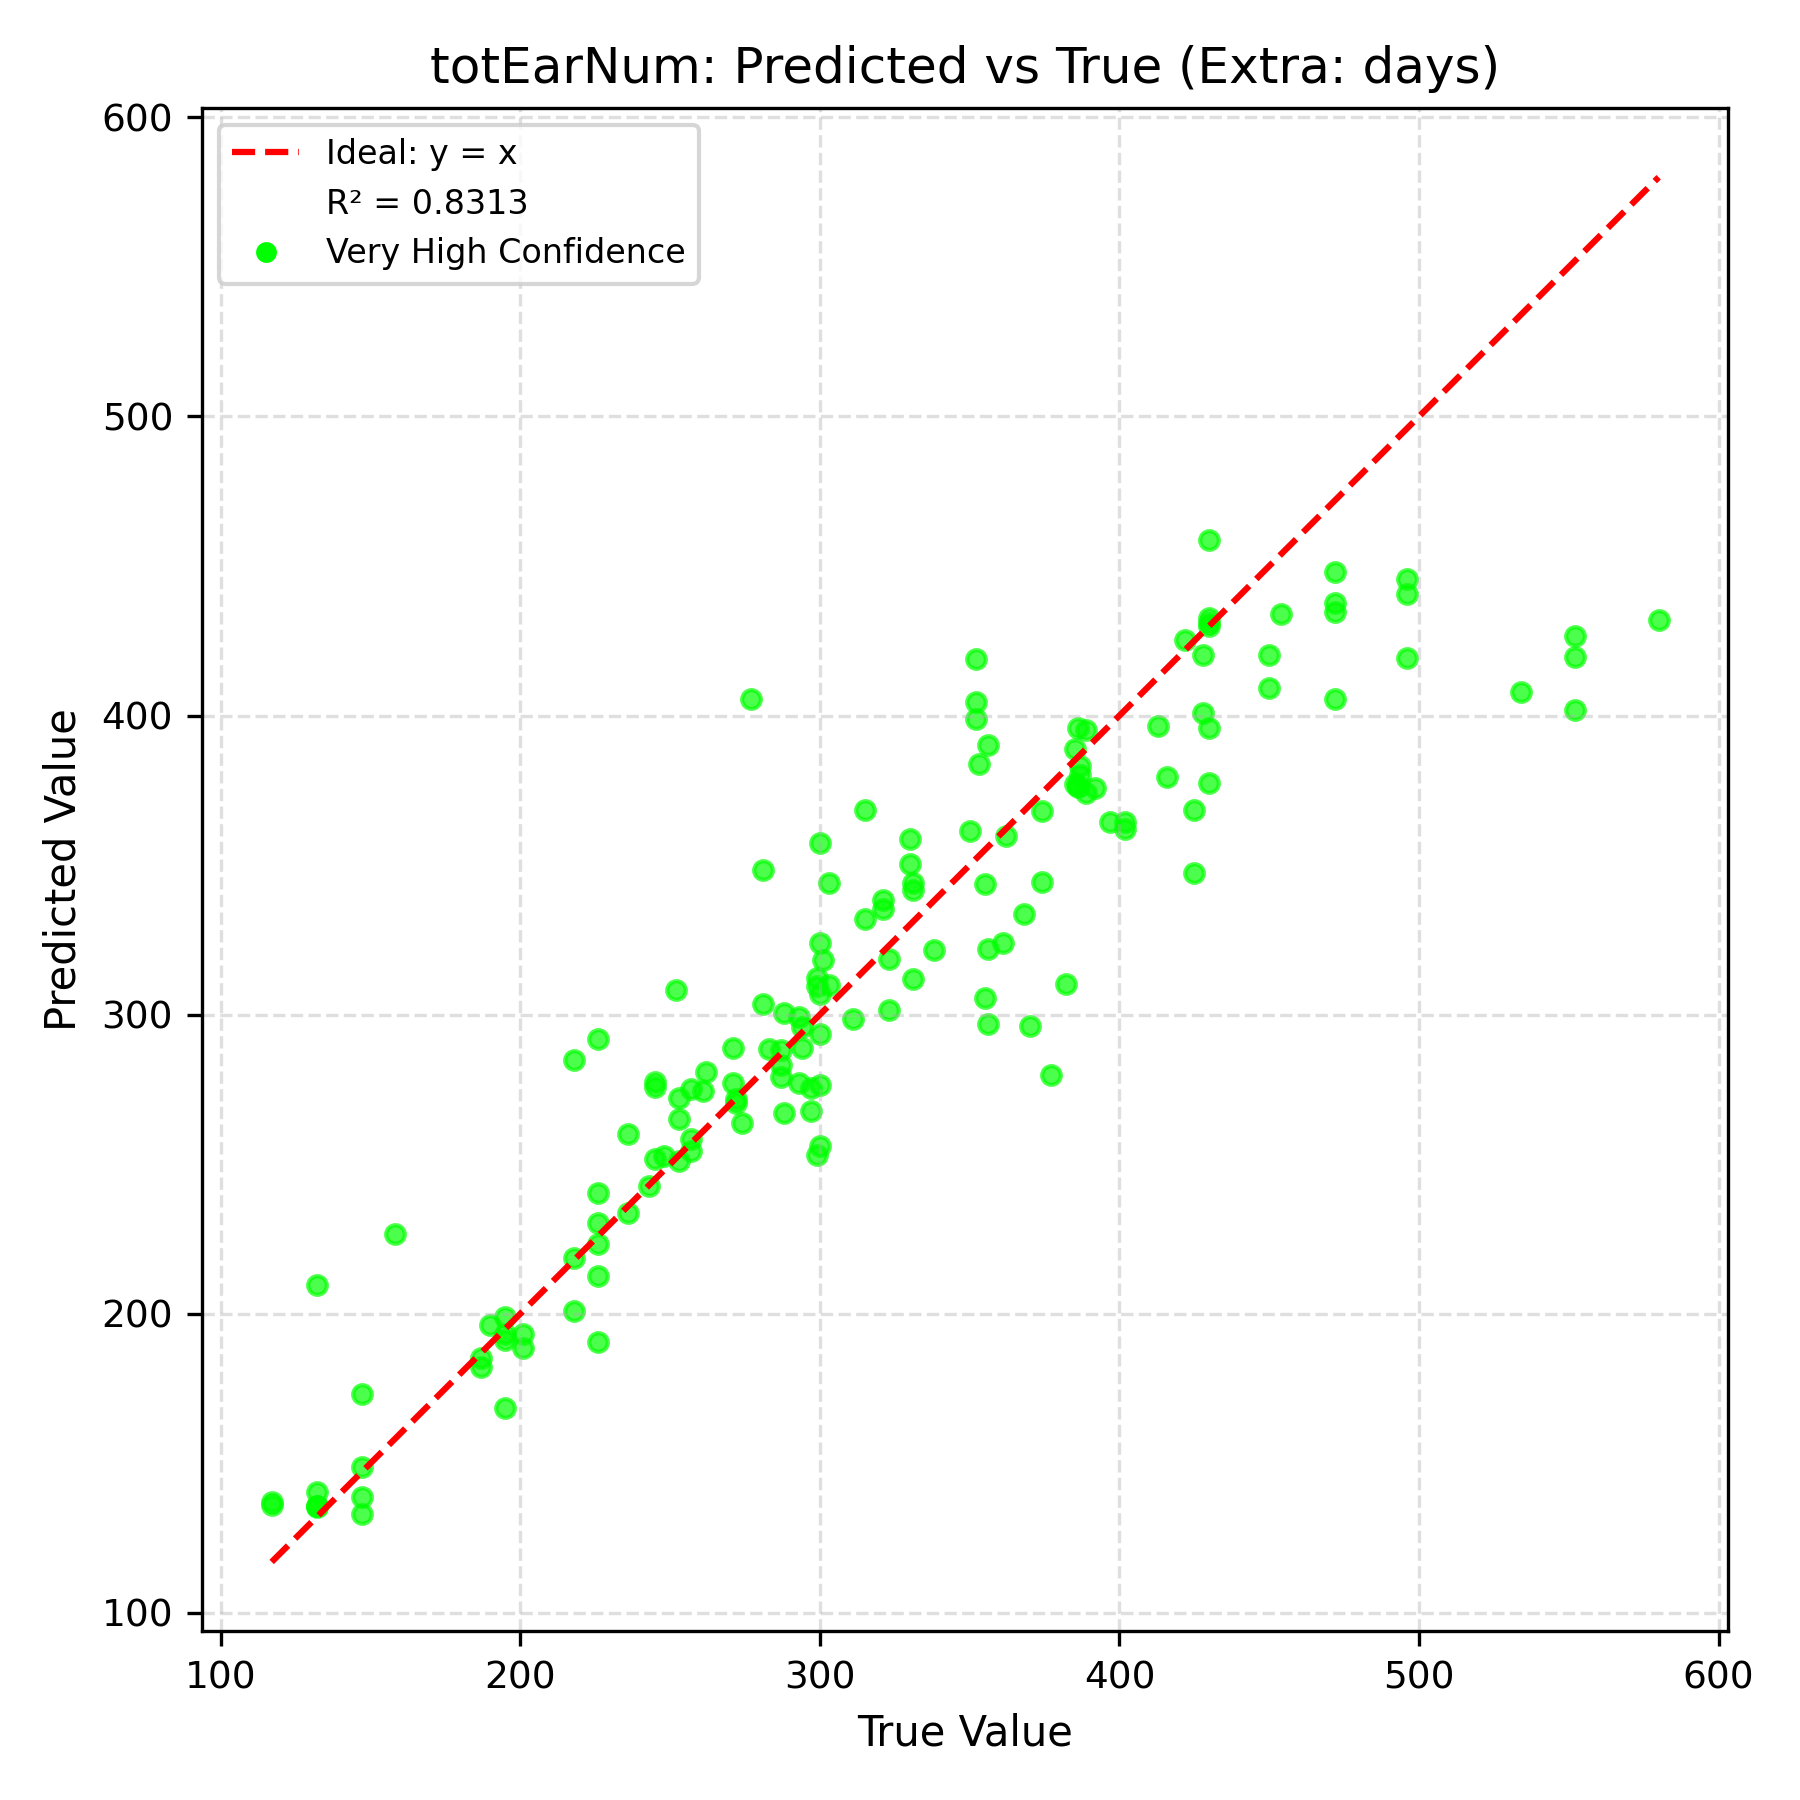 totEarNum: Predicted vs True (Extra: days)
Ideal: y = x
R² = 0.8313
Very High Confidence
600
500
400
300
200
100
Predicted Value
100 200 300 400 500 600
True Value